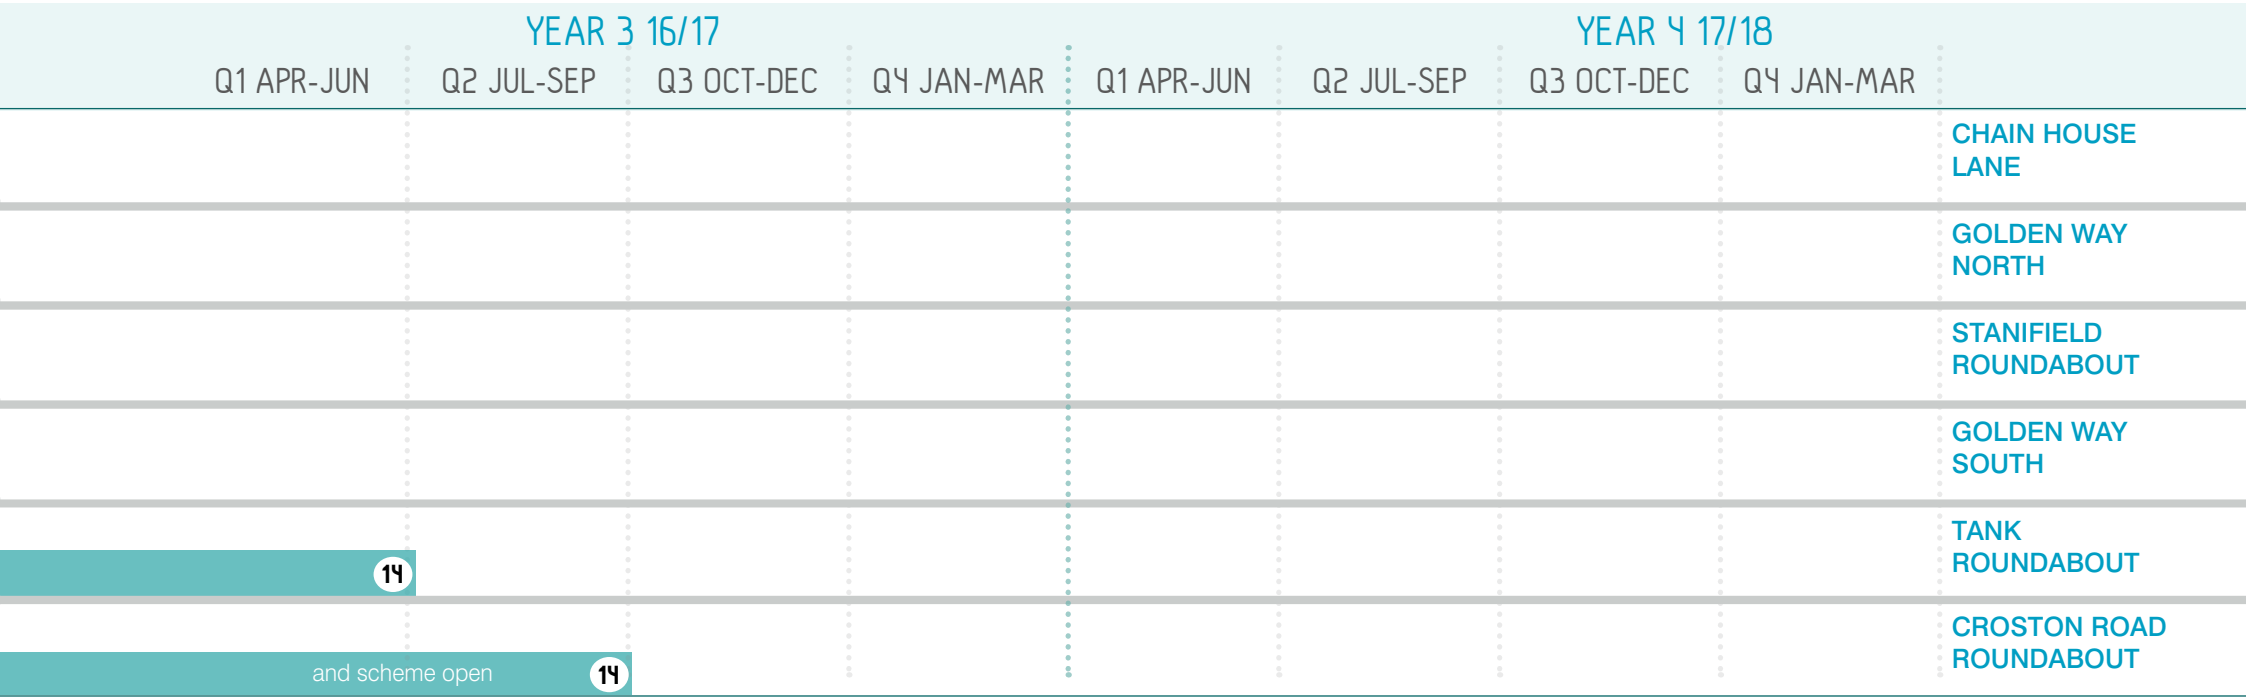 YEAR 3 16/17
YEAR 4 17/18
Q1 APR-JUN
Q2 JUL-SEP
Q3 OCT-DEC
Q4 JAN-MAR
Q1 APR-JUN
Q2 JUL-SEP
Q3 OCT-DEC
Q4 JAN-MAR
CHAIN HOUSE
LANE
GOLDEN WAY
NORTH
STANIFIELD
ROUNDABOUT
GOLDEN WAY
SOUTH
14
TANK
ROUNDABOUT
and scheme open
14
CROSTON ROAD
ROUNDABOUT